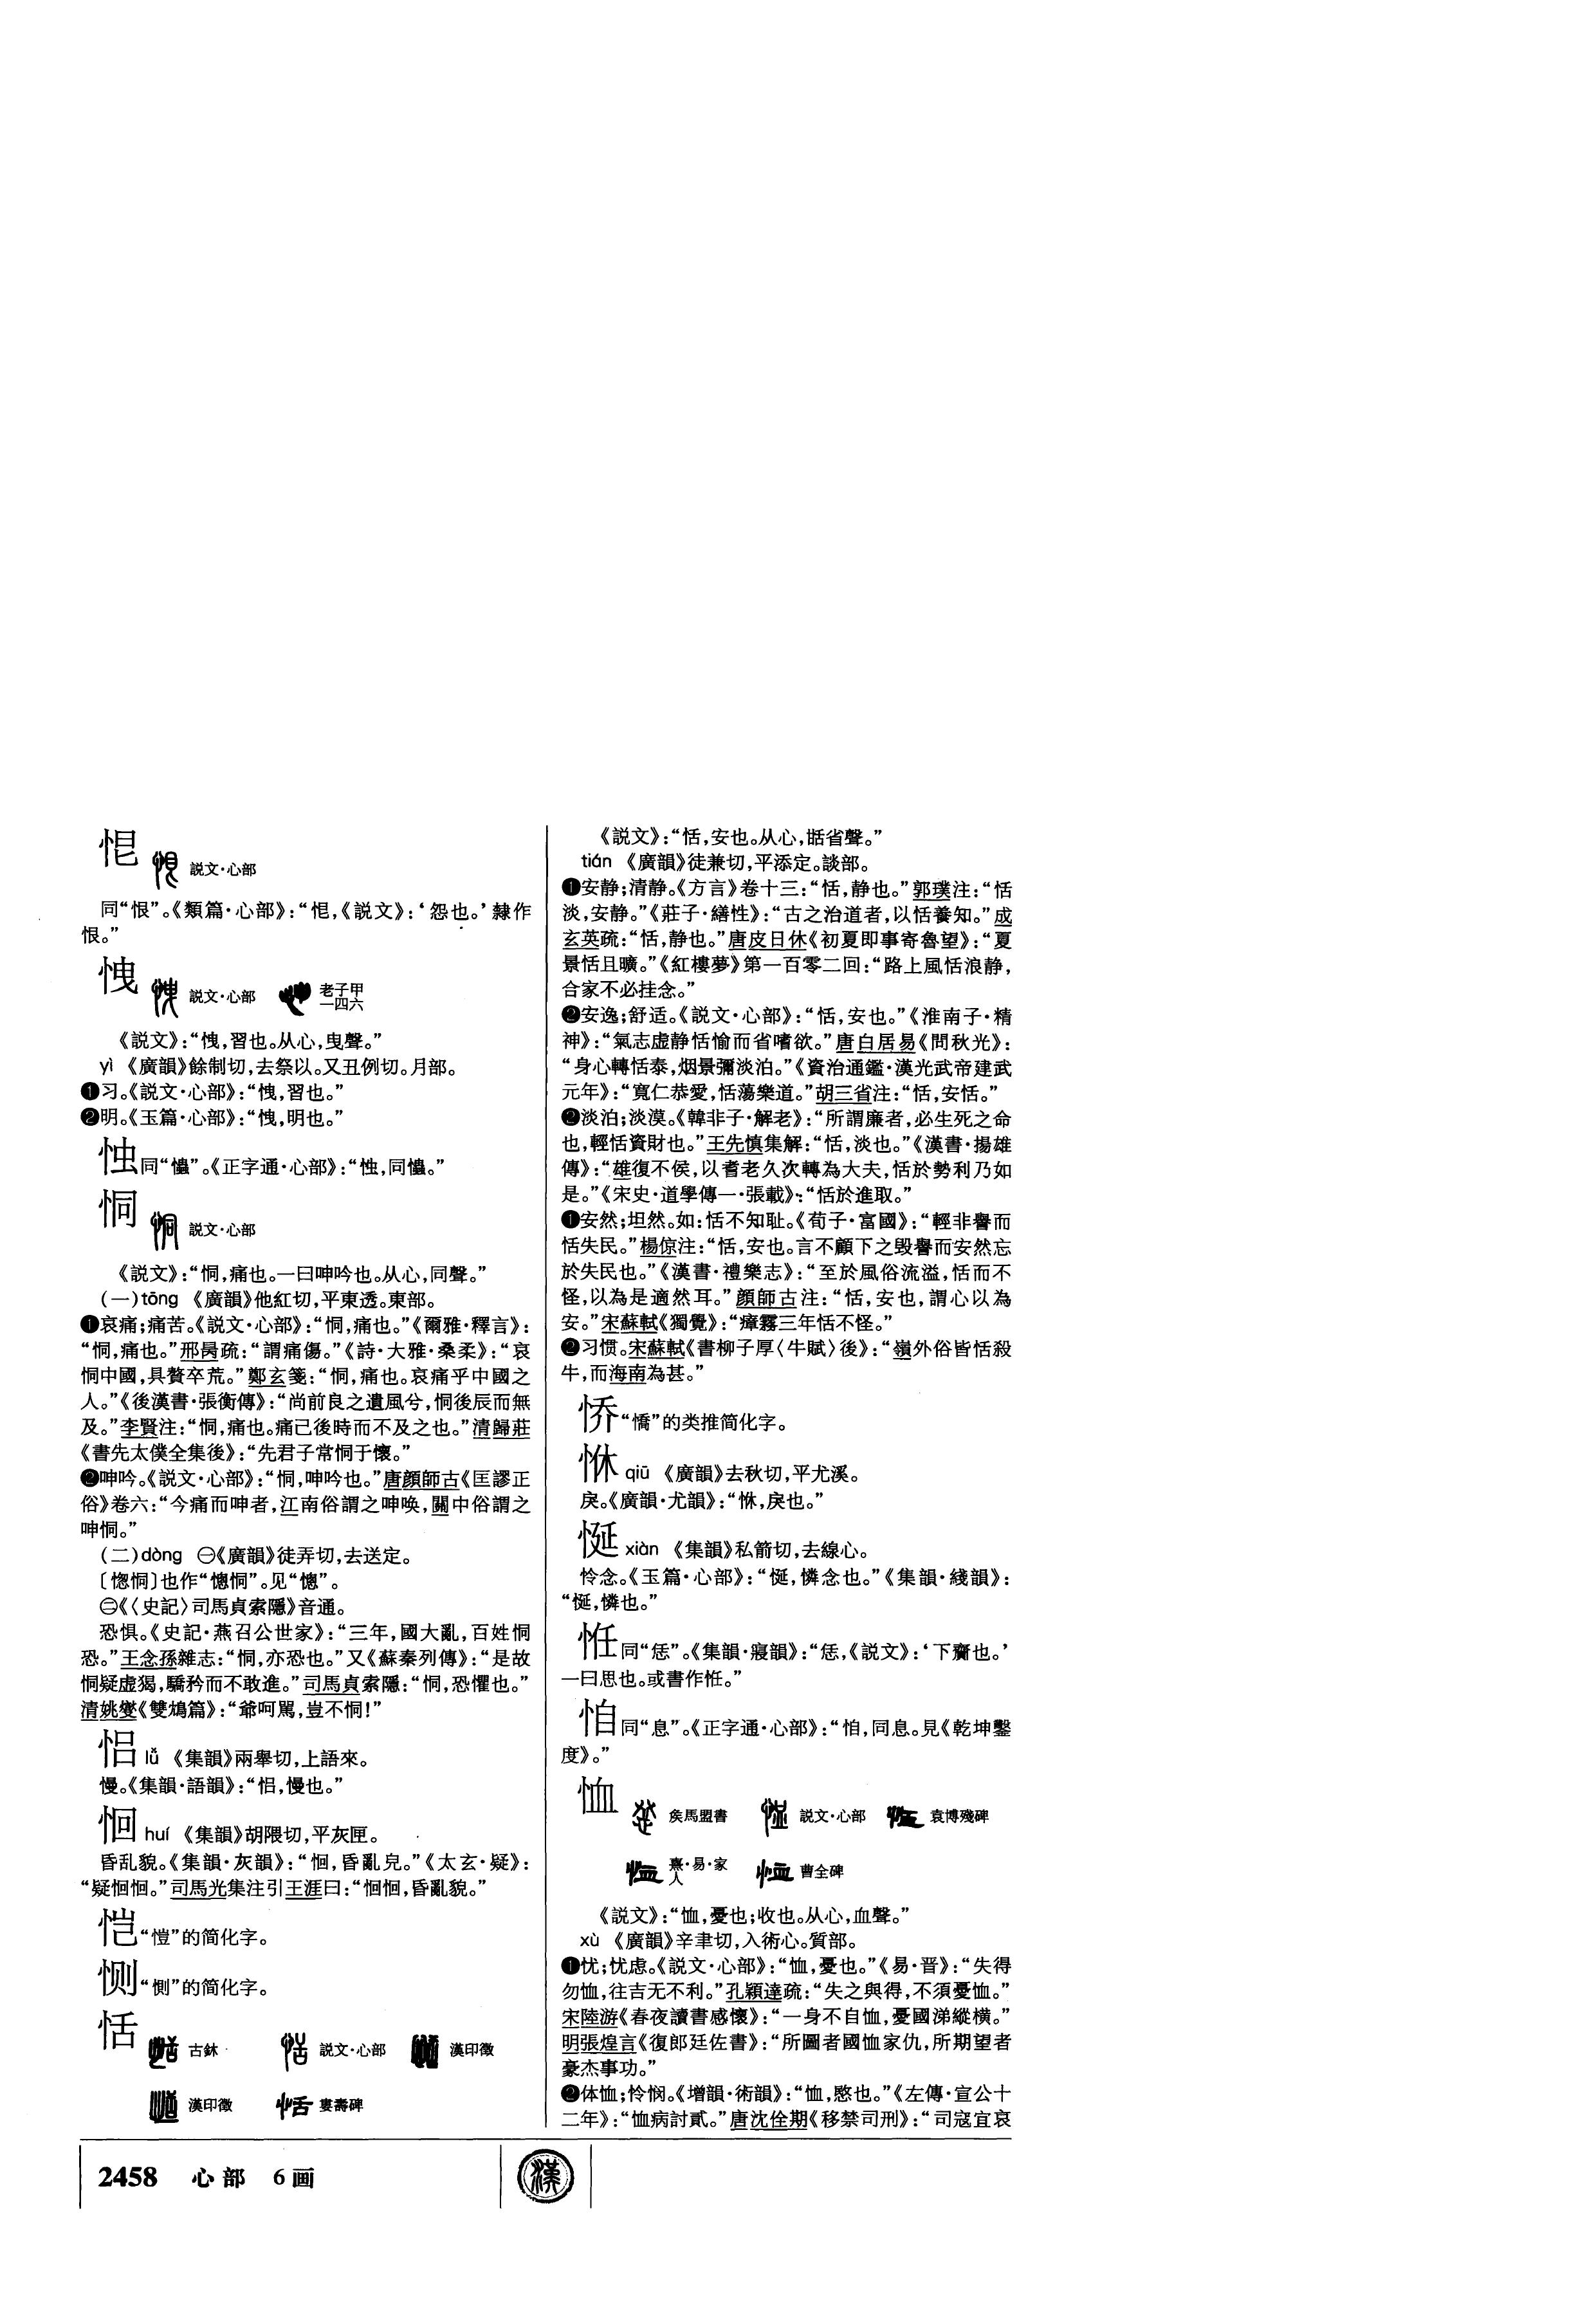 㤆 説文·心部
同“恨”。《類篇·心部》：“㤆，《説文》：‘怨也。’隸作
恨。”
㤞 説文·心部 老子甲一四六
《説文》：“㤞，習也。从心，曳聲。”
yì 《廣韻》餘制切，去祭以。又丑例切。月部。
❶习。《説文·心部》：“㤞，習也。”
❷明。《玉篇·心部》：“㤞，明也。”
㤝同“爞”。《正字通·心部》：“㤝，同爞。”
恫 説文·心部
《説文》：“恫，痛也。一曰呻吟也。从心，同聲。”
(一)tōng 《廣韻》他紅切，平東透。東部。
❶哀痛；痛苦。《説文·心部》：“恫，痛也。”《爾雅·釋言》：
“恫，痛也。”邢昺疏：“謂痛傷。”《詩·大雅·桑柔》：“哀
恫中國，具贅卒荒。”鄭玄箋：“恫，痛也。哀痛乎中國之
人。”《後漢書·張衡傳》：“尚前良之遺風兮，恫後辰而無
及。”李賢注：“恫，痛也。痛己後時而不及之也。”清歸莊
《書先太僕全集後》：“先君子常恫于懷。”
❷呻吟。《説文·心部》：“恫，呻吟也。”唐顔師古《匡謬正
俗》卷六：“今痛而呻者，江南俗謂之呻唤，關中俗謂之
呻恫。”
(二)dòng ㊀《廣韻》徒弄切，去送定。
〔愡恫〕也作“憁恫”。见“憁”。
㊁《〈史記〉司馬貞索隱》音通。
恐惧。《史記·燕召公世家》：“三年，國大亂，百姓恫
恐。”王念孫雜志：“恫，亦恐也。”又《蘇秦列傳》：“是故
恫疑虚猲，驕矜而不敢進。”司馬貞索隱：“恫，恐懼也。”
清姚燮《雙鴆篇》：“爺呵駡，豈不恫！”
㤚 lǚ 《集韻》兩舉切，上語來。
慢。《集韻·語韻》：“㤚，慢也。”
恛 huí 《集韻》胡隈切，平灰匣。
昏乱貌。《集韻·灰韻》：“恛，昏亂皃。”《太玄·疑》：
“疑恛恛。”司馬光集注引王涯曰：“恛恛，昏亂貌。”
恺“愷”的简化字。
恻“惻”的简化字。
恬 古鉥 説文·心部 漢印徵
漢印徵 婁壽碑
《説文》：“恬，安也。从心，甛省聲。”
tián 《廣韻》徒兼切，平添定。談部。
❶安静；清静。《方言》卷十三：“恬，静也。”郭璞注：“恬
淡，安静。”《莊子·繕性》：“古之治道者，以恬養知。”成
玄英疏：“恬，静也。”唐皮日休《初夏即事寄魯望》：“夏
景恬且曠。”《紅樓夢》第一百零二回：“路上風恬浪静，
合家不必挂念。”
❷安逸；舒适。《説文·心部》：“恬，安也。”《淮南子·精
神》：“氣志虚静恬愉而省嗜欲。”唐白居易《問秋光》：
“身心轉恬泰，烟景彌淡泊。”《資治通鑑·漢光武帝建武
元年》：“寬仁恭愛，恬蕩樂道。”胡三省注：“恬，安恬。”
❷淡泊；淡漠。《韓非子·解老》：“所謂廉者，必生死之命
也，輕恬資財也。”王先慎集解：“恬，淡也。”《漢書·揚雄
傳》：“雄復不侯，以耆老久次轉為大夫，恬於勢利乃如
是。”《宋史·道學傳一·張載》：“恬於進取。”
❶安然；坦然。如：恬不知耻。《荀子·富國》：“輕非譽而
恬失民。”楊倞注：“恬，安也。言不顧下之毁譽而安然忘
於失民也。”《漢書·禮樂志》：“至於風俗流溢，恬而不
怪，以為是適然耳。”顔師古注：“恬，安也，謂心以為
安。”宋蘇軾《獨覺》：“瘴霧三年恬不怪。”
❷习惯。宋蘇軾《書柳子厚〈牛賦〉後》：“嶺外俗皆恬殺
牛，而海南為甚。”
㤭“憍”的类推简化字。
恘 qiū 《廣韻》去秋切，平尤溪。
戾。《廣韻·尤韻》：“恘，戾也。”
㖂 xiàn 《集韻》私箭切，去線心。
怜念。《玉篇·心部》：“，憐念也。”《集韻·綫韻》：
“，憐也。”
㤛同“恁”。《集韻·寢韻》：“恁，《説文》：‘下齎也。’
一曰思也。或書作㤛。”
同“息”。《正字通·心部》：“，同息。見《乾坤鑿
度》。”
恤 矦馬盟書 説文·心部 袁博殘碑
熹·易·家人 曹全碑
《説文》：“恤，憂也；收也。从心，血聲。”
xù 《廣韻》辛聿切，入術心。質部。
❶忧；忧虑。《説文·心部》：“恤，憂也。”《易·晋》：“失得
勿恤，往吉无不利。”孔穎達疏：“失之與得，不須憂恤。”
宋陸游《春夜讀書感懷》：“一身不自恤，憂國涕縱横。”
明張煌言《復郎廷佐書》：“所圖者國恤家仇，所期望者
豪杰事功。”
❷体恤；怜悯。《增韻·術韻》：“恤，愍也。”《左傳·宣公十
二年》：“恤病討貳。”唐沈佺期《移禁司刑》：“司寇宜哀
2458 心部 6画
漢